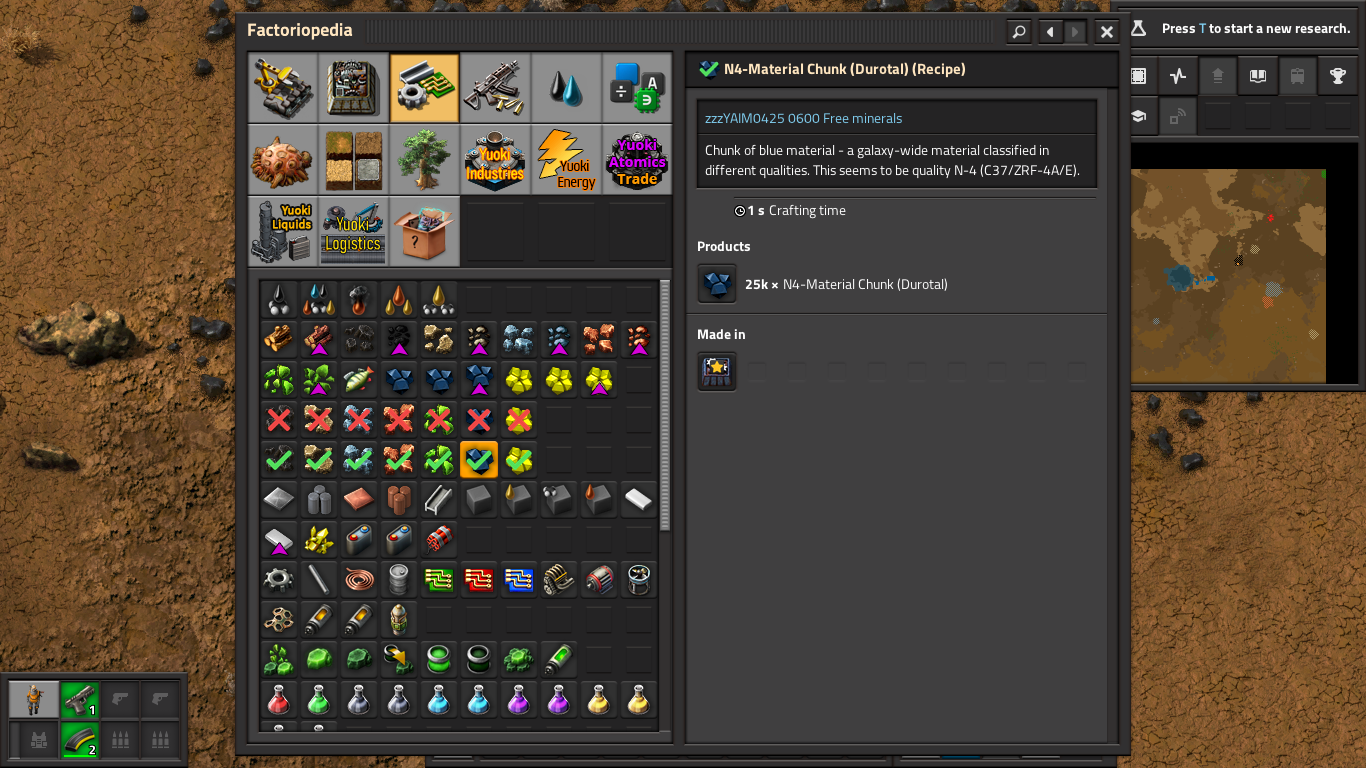 Factoriopedia
Yuoki
Industries
Yuoki
Energy
Yuoki
Atomics
Trade
Yuoki
Liquids
Yuoki
Logistics
?
N4-Material Chunk (Durotal) (Recipe)
zzzYAIM0425 0600 Free minerals
Chunk of blue material - a galaxy-wide material classified in
different qualities. This seems to be quality N-4 (C37/ZRF-4A/E).
1 s Crafting time
Products
25k × N4-Material Chunk (Durotal)
Made in
Press T to start a new research.
1
2